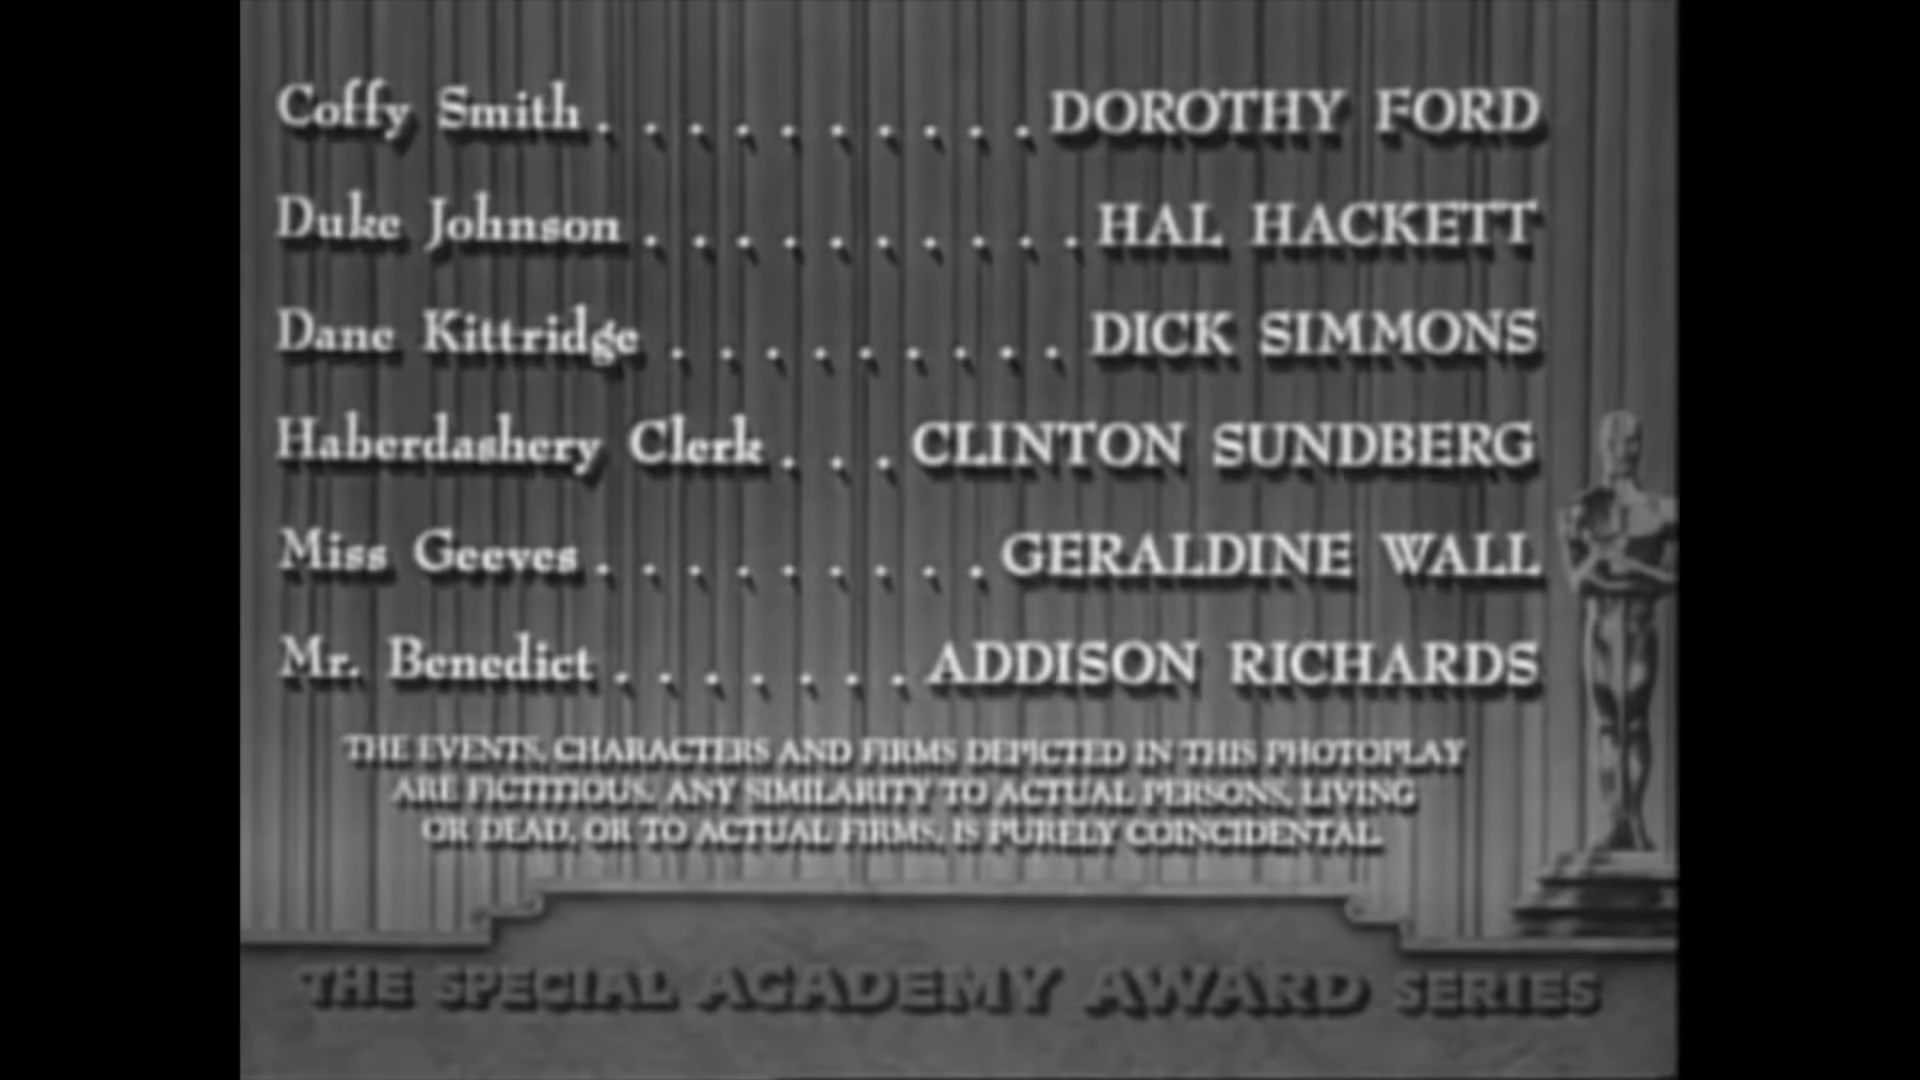 Coffy Smith . . . . . . . . . . DOROTHY FORD
Duke Johnson . . . . . . . . . . HAL HACKETT
Dane Kittridge . . . . . . . . . DICK SIMMONS
Haberdashery Clerk . . . CLINTON SUNDBERG
Miss Geeves . . . . . . . . . GERALDINE WALL
Mr. Benedict . . . . . . . ADDISON RICHARDS
THE EVENTS, CHARACTERS AND FIRMS DEPICTED IN THIS PHOTOPLAY
ARE FICTITIOUS. ANY SIMILARITY TO ACTUAL PERSONS, LIVING
OR DEAD, OR TO ACTUAL FIRMS, IS PURELY COINCIDENTAL.
THE SPECIAL ACADEMY AWARD SERIES